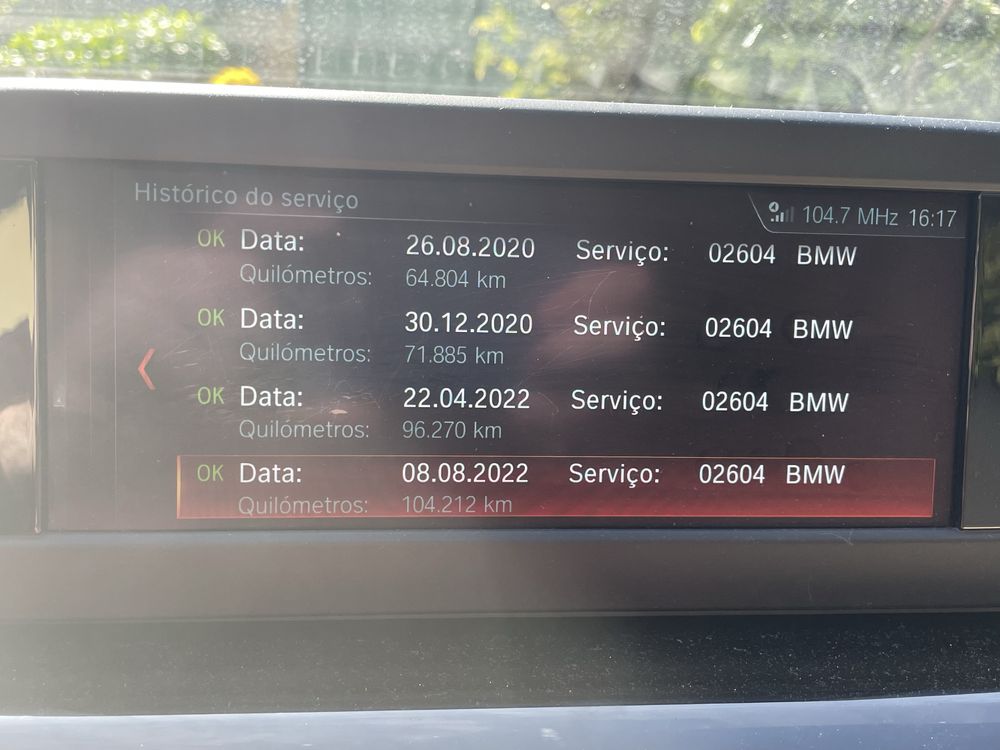 Histórico do serviço
104.7 MHz 16:17
OK Data: 26.08.2020 Serviço: 02604 BMW
Quilómetros: 64.804 km
OK Data: 30.12.2020 Serviço: 02604 BMW
Quilómetros: 71.885 km
OK Data: 22.04.2022 Serviço: 02604 BMW
Quilómetros: 96.270 km
OK Data: 08.08.2022 Serviço: 02604 BMW
Quilómetros: 104.212 km